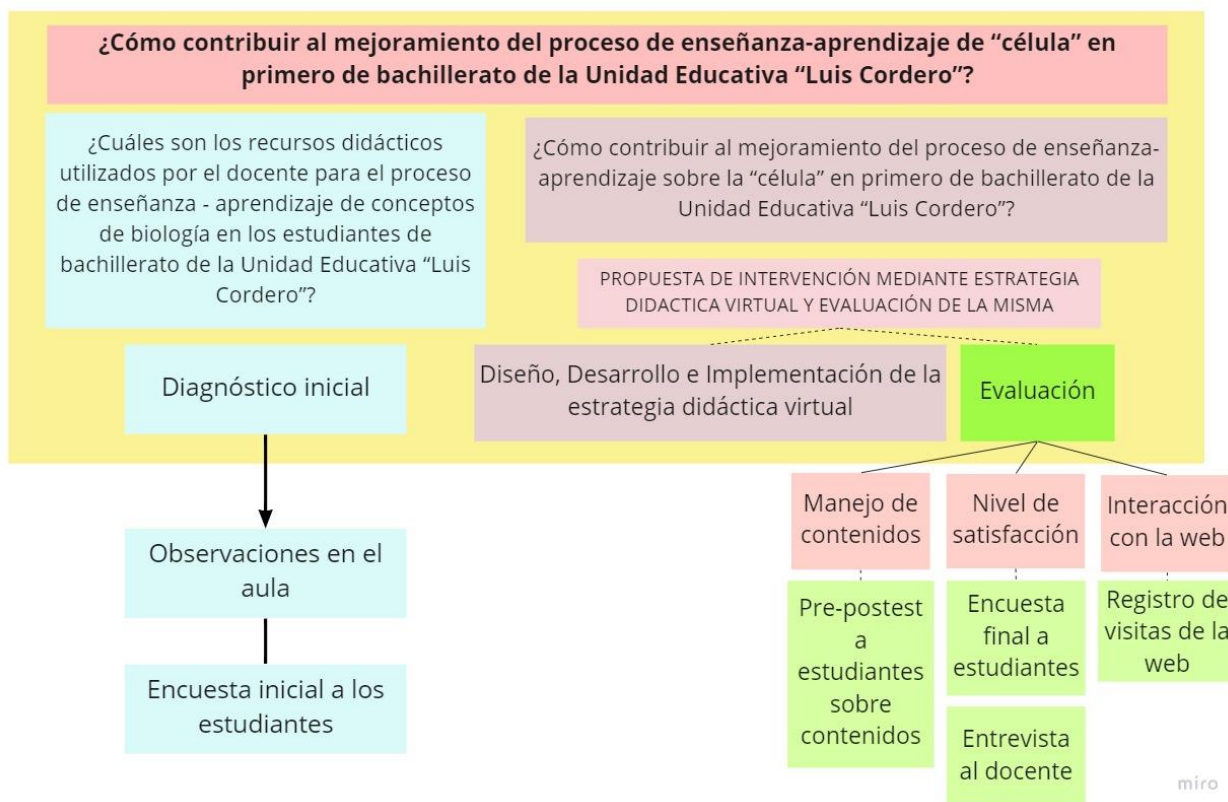 ¿Cómo contribuir al mejoramiento del proceso de enseñanza-aprendizaje de “célula” en
primero de bachillerato de la Unidad Educativa “Luis Cordero”?
¿Cuáles son los recursos didácticos
utilizados por el docente para el proceso
de enseñanza - aprendizaje de conceptos
de biología en los estudiantes de
bachillerato de la Unidad Educativa “Luis
Cordero”?
¿Cómo contribuir al mejoramiento del proceso de enseñanza-
aprendizaje sobre la “célula” en primero de bachillerato de la
Unidad Educativa “Luis Cordero”?
PROPUESTA DE INTERVENCIÓN MEDIANTE ESTRATEGIA
DIDACTICA VIRTUAL Y EVALUACIÓN DE LA MISMA
Diagnóstico inicial
Diseño, Desarrollo e Implementación de la
estrategia didáctica virtual
Evaluación
Observaciones en el
aula
Encuesta inicial a los
estudiantes
Manejo de
contenidos
Nivel de
satisfacción
Interacción
con la web
Pre-postest
a
estudiantes
sobre
contenidos
Encuesta
final a
estudiantes
Registro de
visitas de la
web
Entrevista
al docente
miro